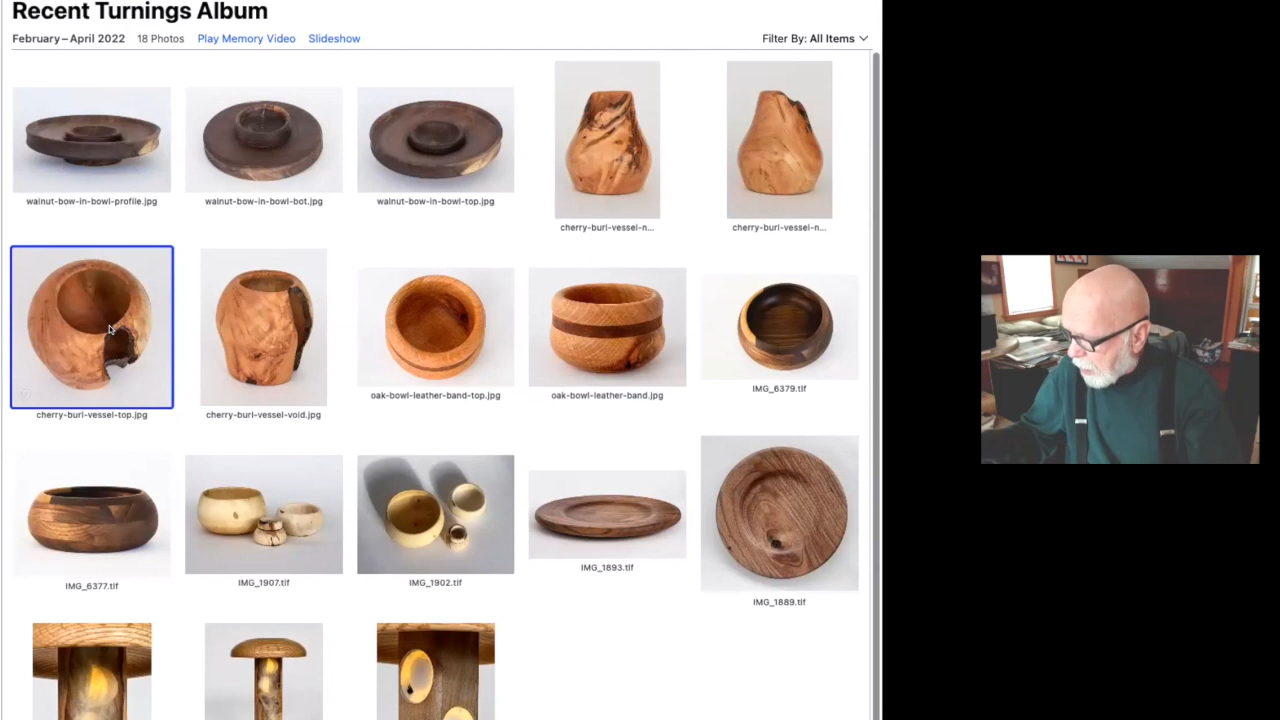 Recent Turnings Album
February – April 2022 18 Photos Play Memory Video Slideshow Filter By: All Items
walnut-bow-in-bowl-profile.jpg
walnut-bow-in-bowl-bot.jpg
walnut-bow-in-bowl-top.jpg
cherry-burl-vessel-n...
cherry-burl-vessel-n...
cherry-burl-vessel-top.jpg
cherry-burl-vessel-void.jpg
oak-bowl-leather-band-top.jpg
oak-bowl-leather-band.jpg
IMG_6379.tif
IMG_6377.tif
IMG_1907.tif
IMG_1902.tif
IMG_1893.tif
IMG_1889.tif